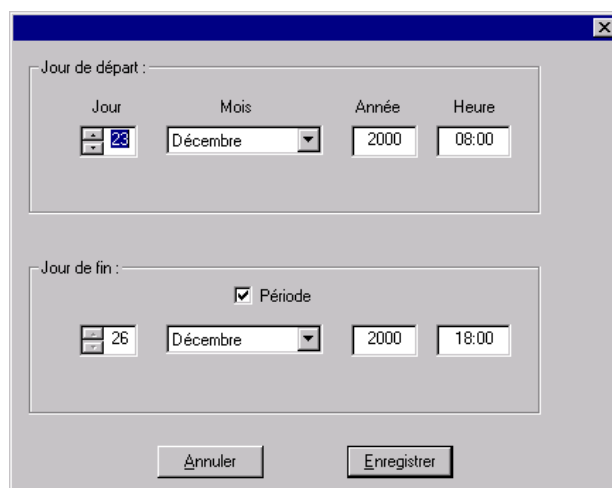 Jour de départ :
Jour Mois Année Heure
23 Décembre 2000 08:00
Jour de fin :
Période
26 Décembre 2000 18:00
Annuler Enregistrer